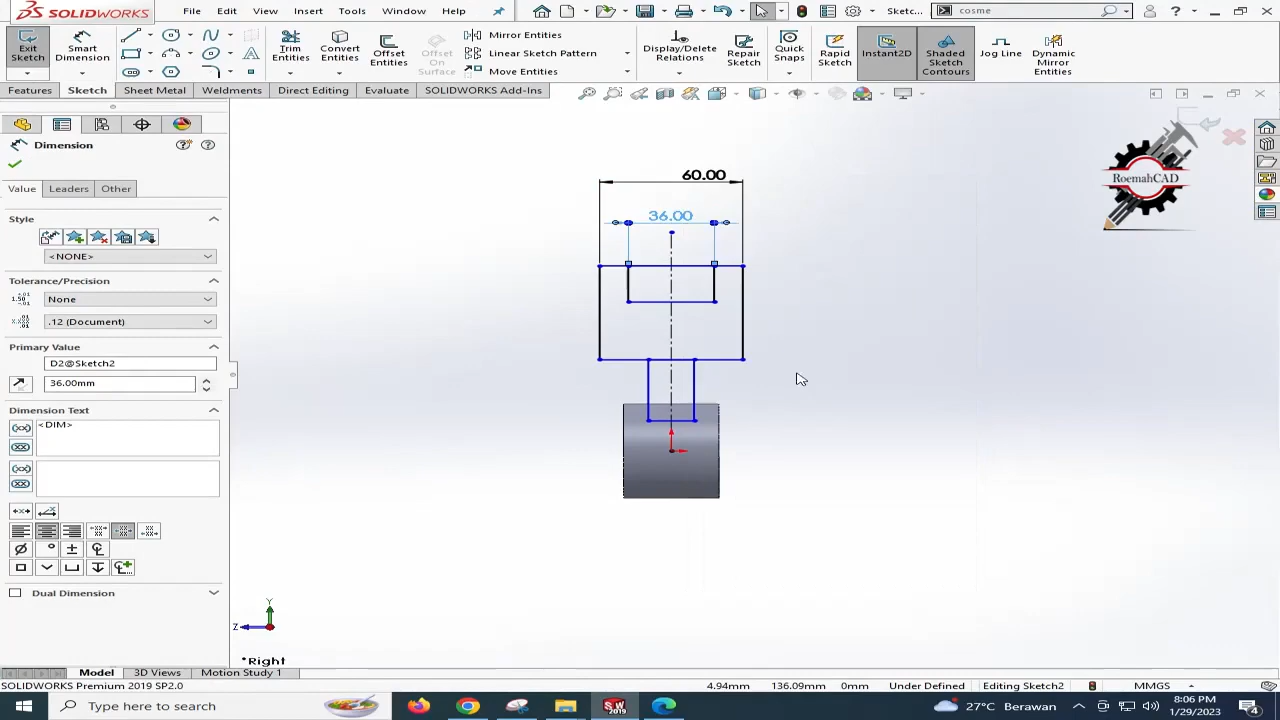 SOLIDWORKS
File Edit View Insert Tools Window Help
Sketc...
cosme
Exit Sketch
Smart Dimension
Trim Entities
Convert Entities
Offset Entities
Offset On Surface
Mirror Entities
Linear Sketch Pattern
Move Entities
Display/Delete Relations
Repair Sketch
Quick Snaps
Rapid Sketch
Instant2D
Shaded Sketch Contours
Jog Line
Dynamic Mirror Entities
Features Sketch Sheet Metal Weldments Direct Editing Evaluate SOLIDWORKS Add-Ins
Dimension
Value Leaders Other
Style
<NONE>
Tolerance/Precision
None
.12 (Document)
Primary Value
D2@Sketch2
36.00mm
Dimension Text
<DIM>
Dual Dimension
60.00
36.00
RoemahCAD
Y
Z
*Right
Model 3D Views Motion Study 1
SOLIDWORKS Premium 2019 SP2.0
4.94mm 136.09mm 0mm Under Defined Editing Sketch2 MMGS
Type here to search
27°C Berawan
8:06 PM
1/29/2023